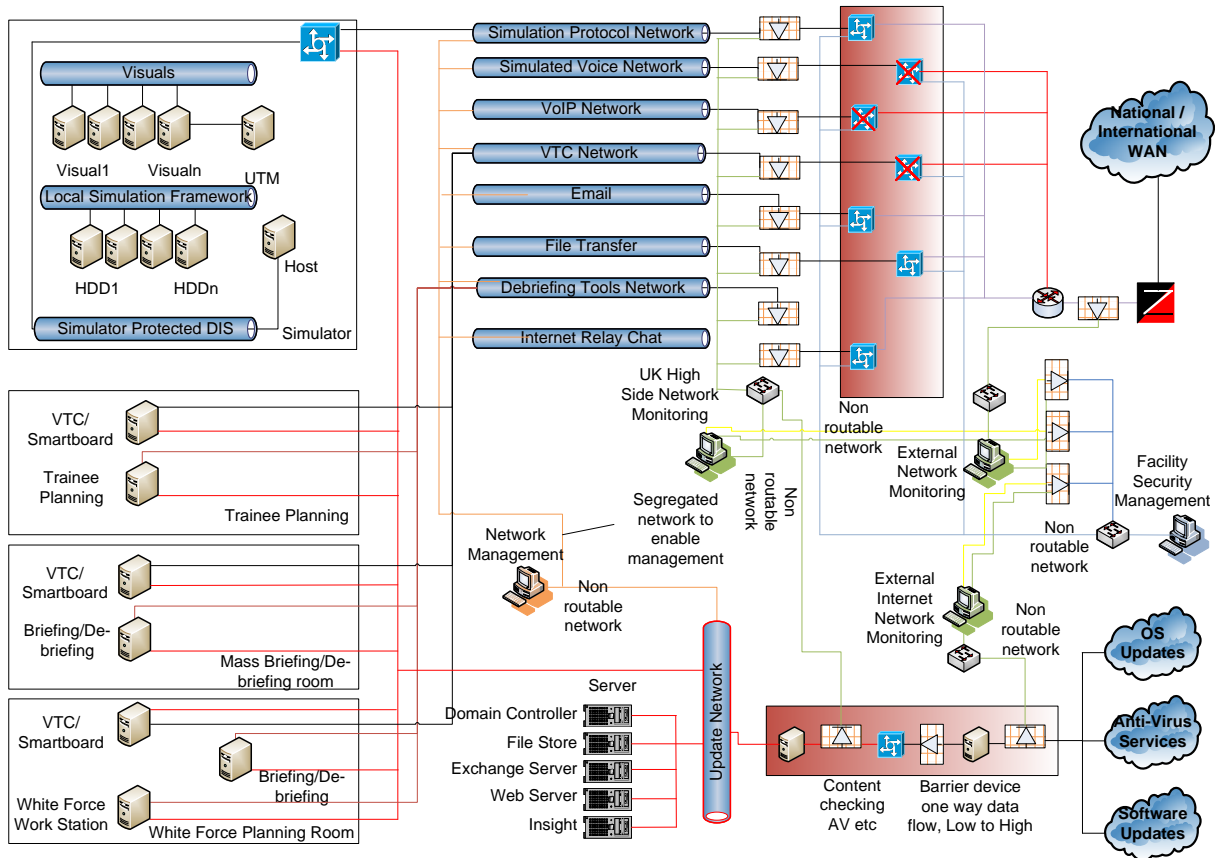 Visuals
Visual1
Visualn
UTM
Local Simulation Framework
HDD1
HDDn
Host
Simulator Protected DIS
Simulator
VTC/
Smartboard
Trainee
Planning
Trainee Planning
VTC/
Smartboard
Briefing/De-
briefing
Mass Briefing/De-
briefing room
VTC/
Smartboard
Briefing/De-
briefing
White Force
Work Station
White Force Planning Room
Simulation Protocol Network
Simulated Voice Network
VoIP Network
VTC Network
Email
File Transfer
Debriefing Tools Network
Internet Relay Chat
UK High
Side Network
Monitoring
Non
routable
network
Non
routable
network
Segregated
network to
enable
management
Network
Management
Non
routable
network
Non
routable
network
National /
International
WAN
External
Network
Monitoring
Facility
Security
Management
Non
routable
network
External
Internet
Network
Monitoring
Non
routable
network
Server
Domain Controller
File Store
Exchange Server
Web Server
Insight
Update Network
Content
checking
AV etc
Barrier device
one way data
flow, Low to High
OS
Updates
Anti-Virus
Services
Software
Updates